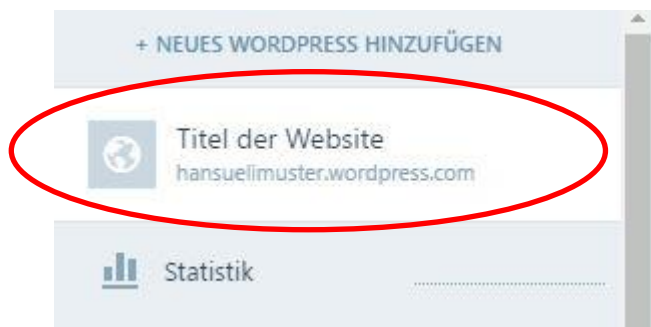 + NEUES WORDPRESS HINZUFÜGEN
Titel der Website
hansuelimuster.wordpress.com
Statistik